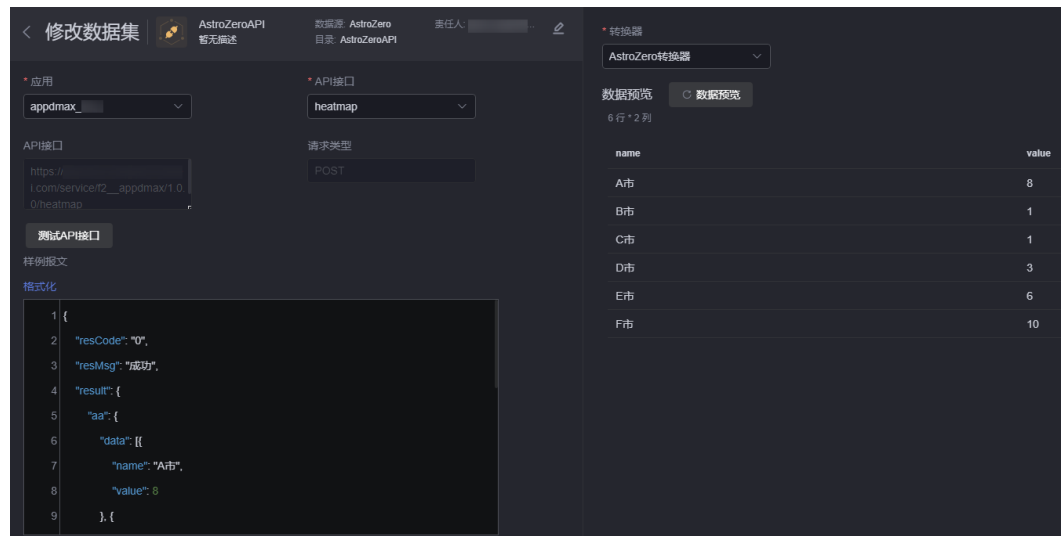 修改数据集
AstroZeroAPI
暂无描述
数据源: AstroZero
目录: AstroZeroAPI
责任人:
..
* 应用
appdmax_
* API接口
heatmap
API接口
https://
i.com/service/f2__appdmax/1.0.
0/heatmap
请求类型
POST
测试API接口
样例报文
格式化
1 {
2 "resCode": "0",
3 "resMsg": "成功",
4 "result": {
5 "aa": {
6 "data": [{
7 "name": "A市",
8 "value": 8
9 }, {
* 转换器
AstroZero转换器
数据预览
数据预览
6 行 * 2 列
name value
A市 8
B市 1
C市 1
D市 3
E市 6
F市 10